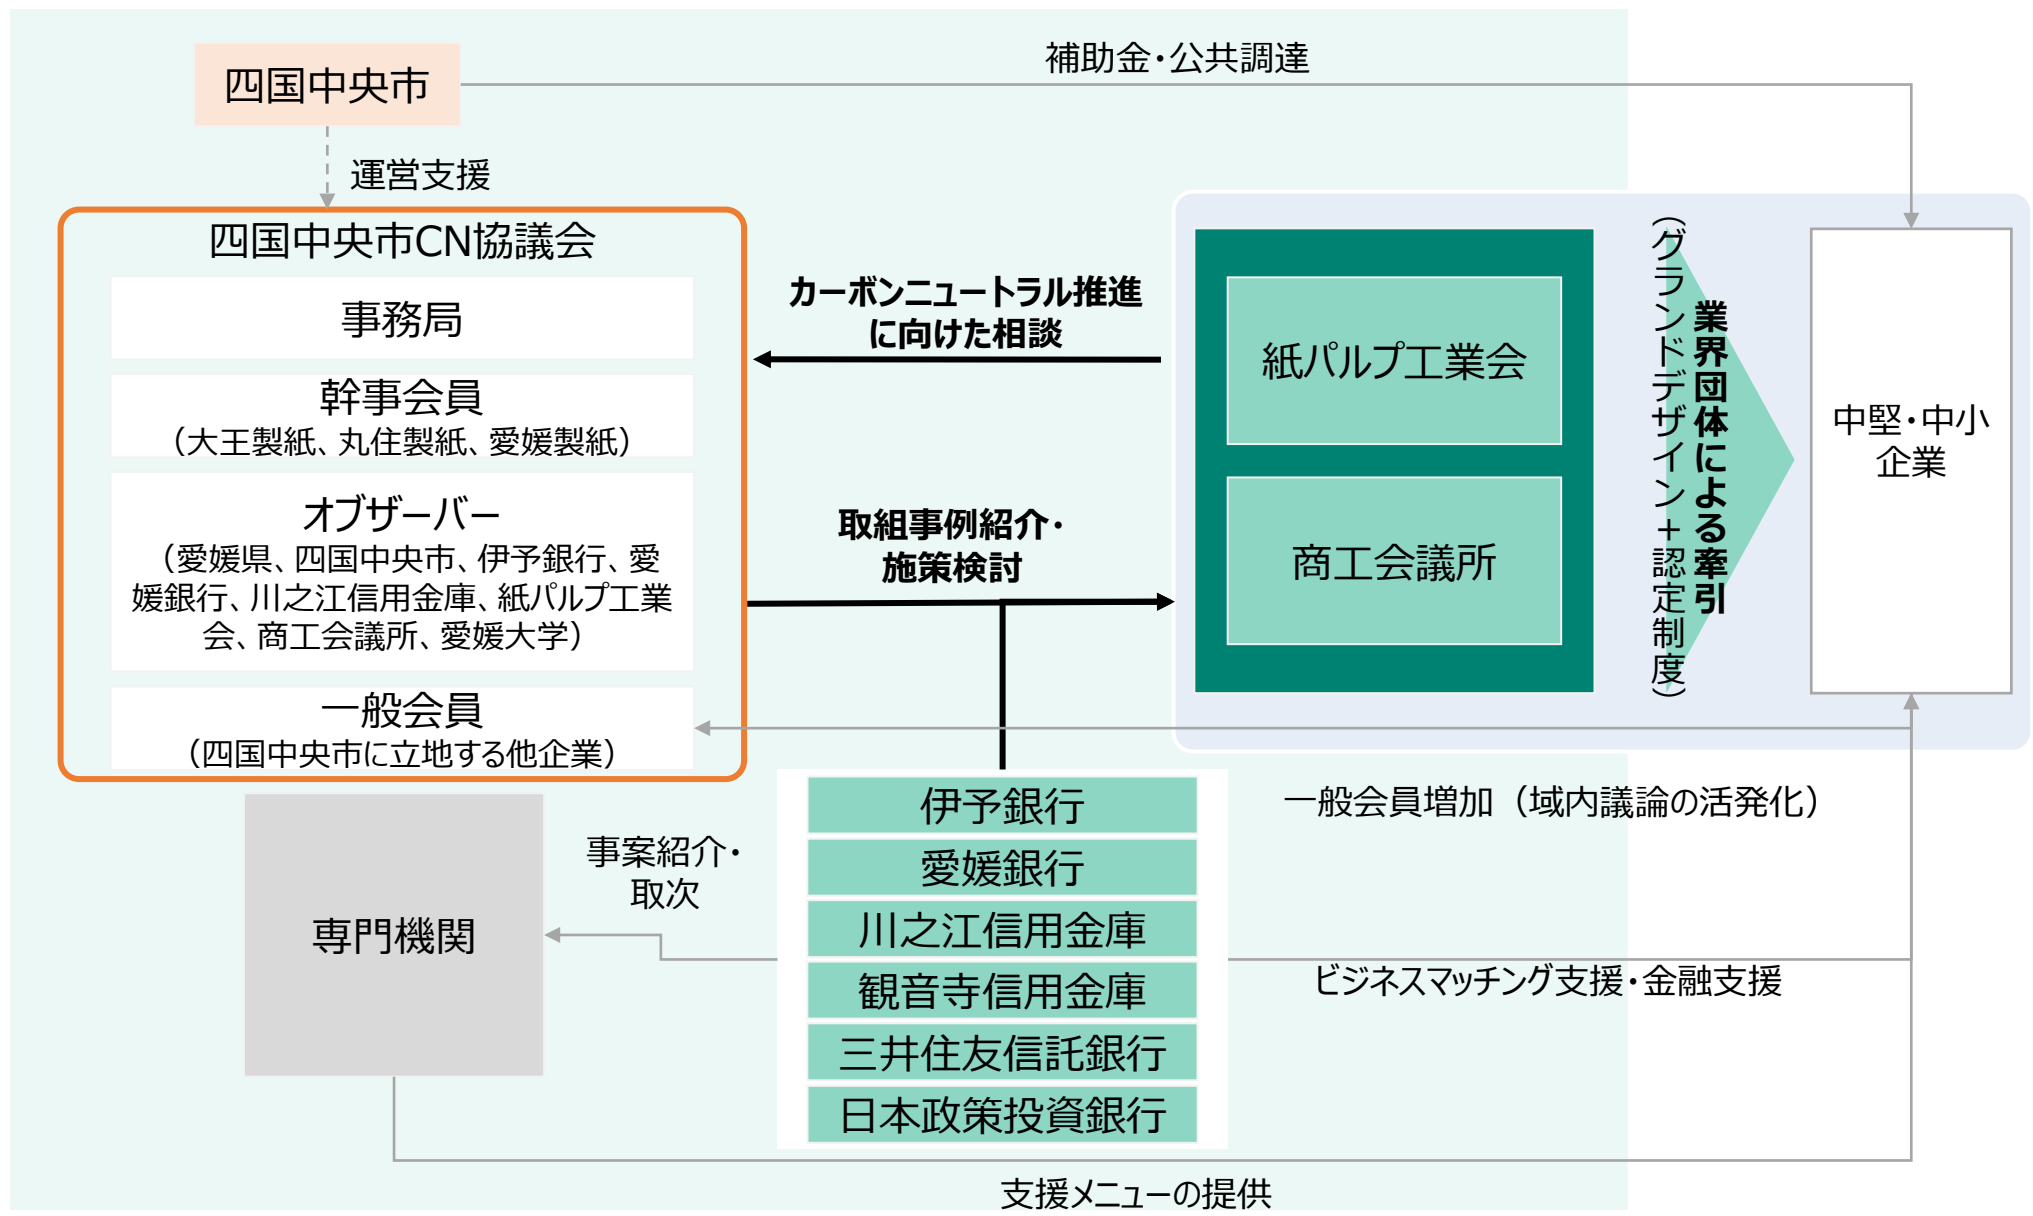 補助金・公共調達
四国中央市
運営支援
四国中央市CN協議会
事務局
幹事会員
（大王製紙、丸住製紙、愛媛製紙）
オブザーバー
（愛媛県、四国中央市、伊予銀行、愛
媛銀行、川之江信用金庫、紙パルプ工業
会、商工会議所、愛媛大学）
一般会員
（四国中央市に立地する他企業）
カーボンニュートラル推進
に向けた相談
取組事例紹介・
施策検討
紙パルプ工業会
商工会議所
業界団体による牽引
（グランドデザイン＋認定制度）
中堅・中小
企業
一般会員増加（域内議論の活発化）
専門機関
事案紹介・
取次
伊予銀行
愛媛銀行
川之江信用金庫
観音寺信用金庫
三井住友信託銀行
日本政策投資銀行
ビジネスマッチング支援・金融支援
支援メニューの提供